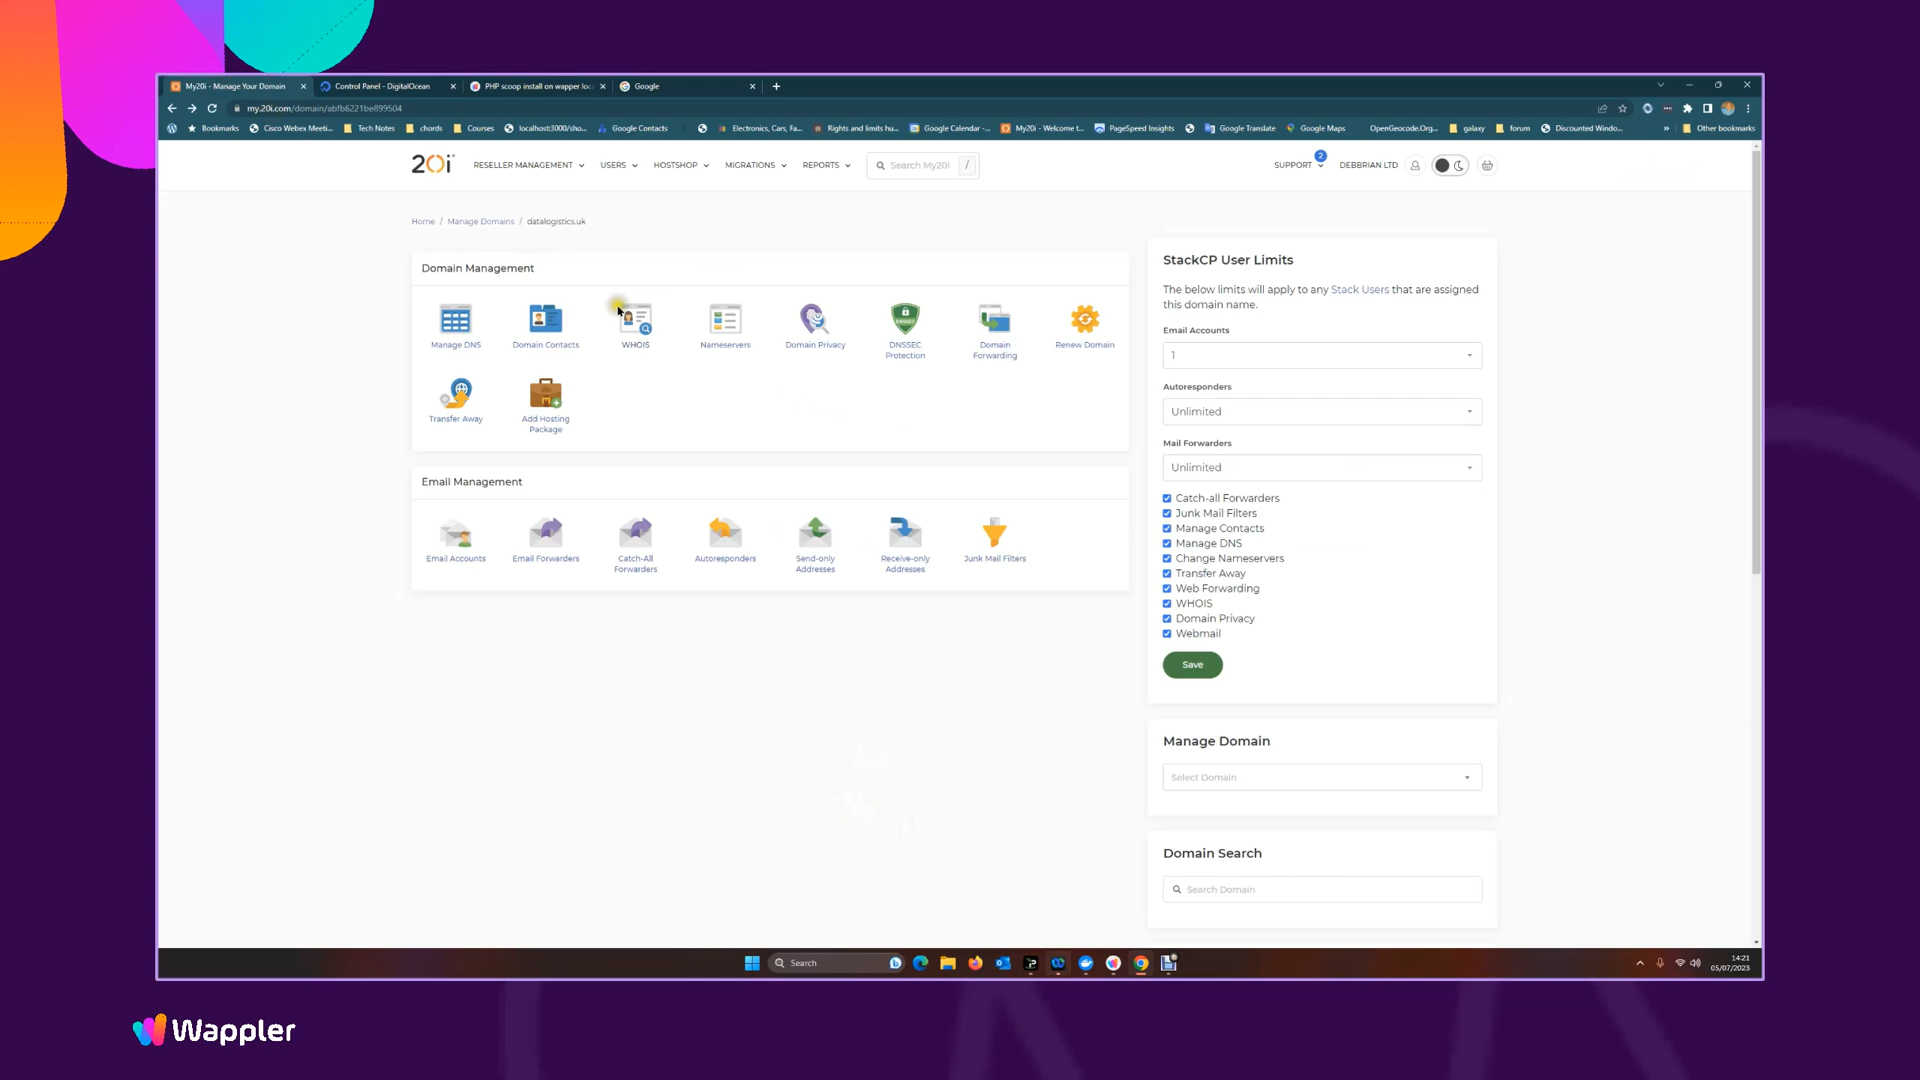 My20i - Manage Your Domain
Control Panel - DigitalOcean
PHP scoop install on wapper loc
Google
my.20i.com/domain/abfb6221be899504
Bookmarks
Cisco Webex Meeti...
Tech Notes
chords
Courses
localhost:3000/sho...
Google Contacts
Electronics, Cars, Fa...
Rights and limits hu...
Google Calendar -...
My20i - Welcome t...
PageSpeed Insights
Google Translate
Google Maps
OpenGeocode.Org...
galaxy
forum
Discounted Windo...
»
Other bookmarks
20i
RESELLER MANAGEMENT
USERS
HOSTSHOP
MIGRATIONS
REPORTS
Search My20i
/
SUPPORT
2
DEBBRIAN LTD
Home / Manage Domains / datalogistics.uk
Domain Management
Manage DNS
Domain Contacts
WHOIS
Nameservers
Domain Privacy
DNSSEC
Protection
Domain
Forwarding
Renew Domain
Transfer Away
Add Hosting
Package
Email Management
Email Accounts
Email Forwarders
Catch-All
Forwarders
Autoresponders
Send-only
Addresses
Receive-only
Addresses
Junk Mail Filters
StackCP User Limits
The below limits will apply to any Stack Users that are assigned
this domain name.
Email Accounts
1
Autoresponders
Unlimited
Mail Forwarders
Unlimited
Catch-all Forwarders
Junk Mail Filters
Manage Contacts
Manage DNS
Change Nameservers
Transfer Away
Web Forwarding
WHOIS
Domain Privacy
Webmail
Save
Manage Domain
Select Domain
Domain Search
Search Domain
Search
14:21
05/07/2023
Wappler